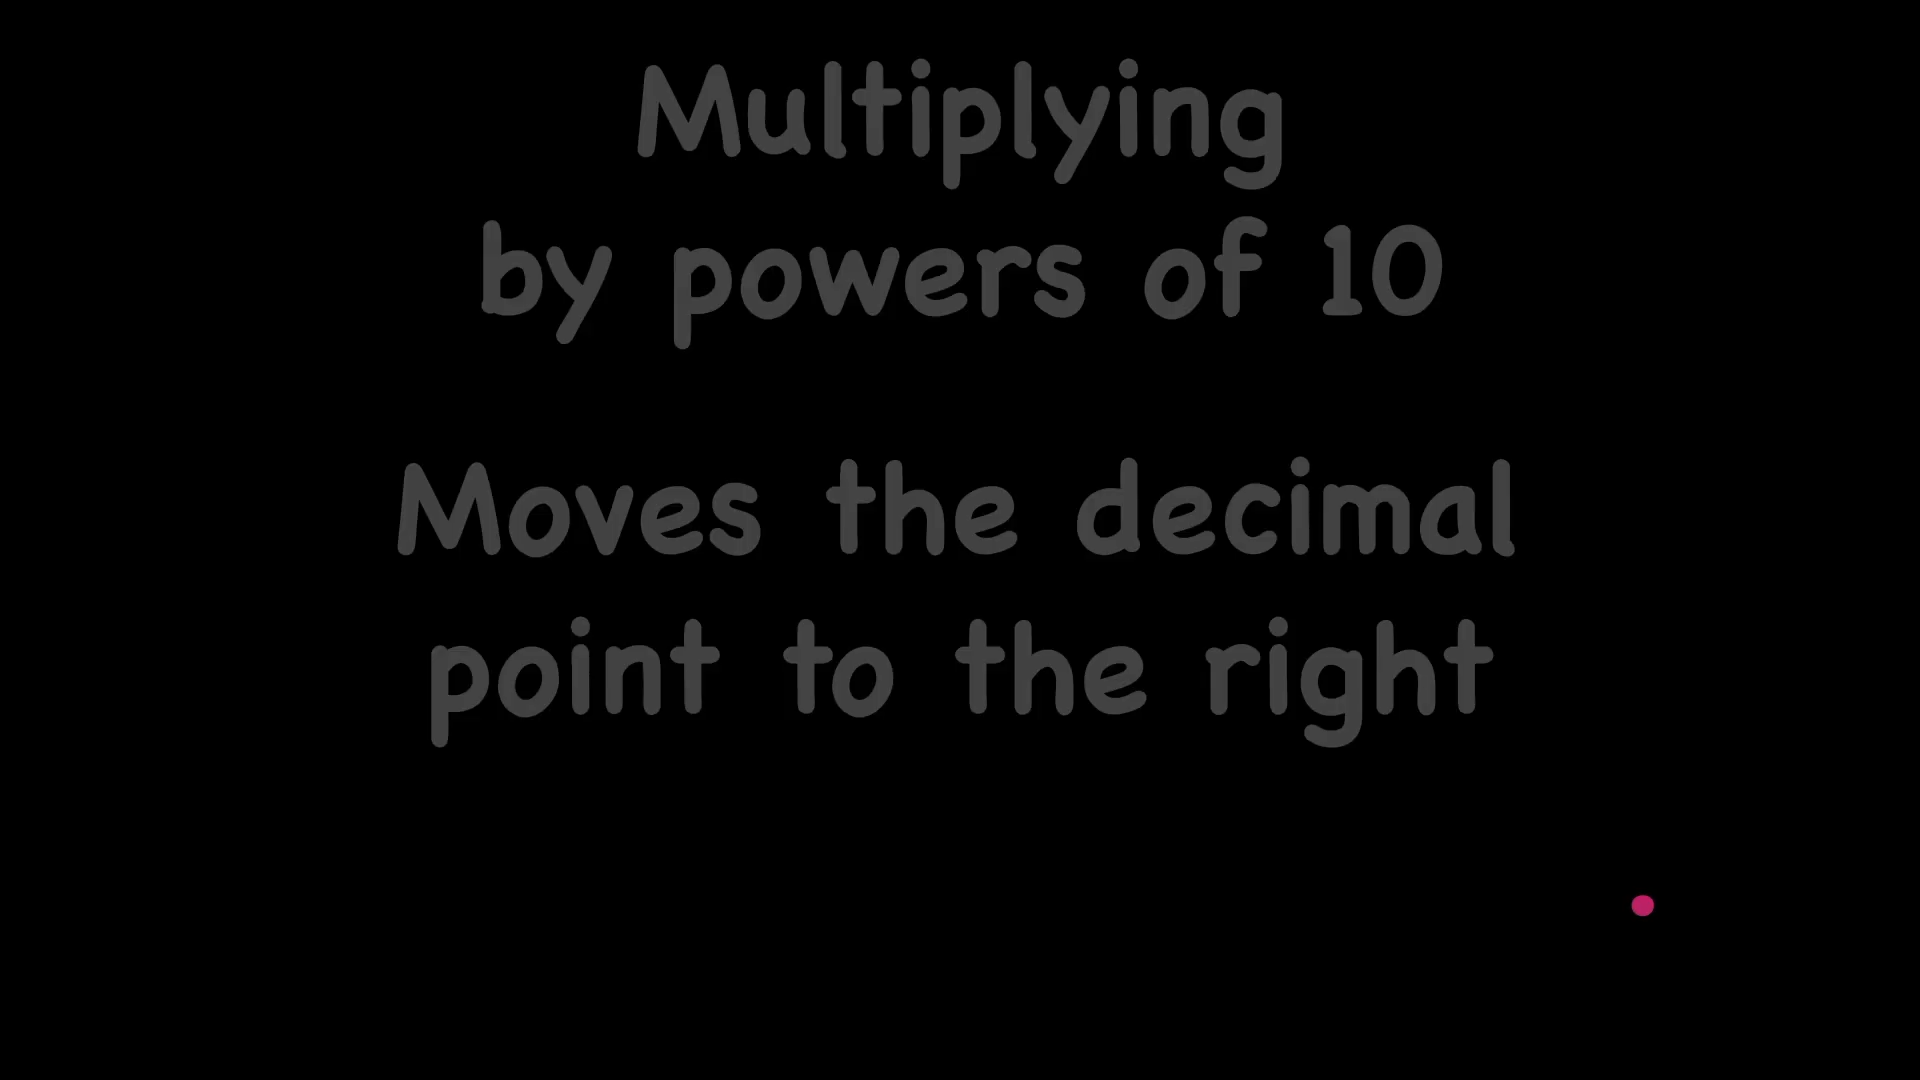 Multiplying
by powers of 10
Moves the decimal
point to the right